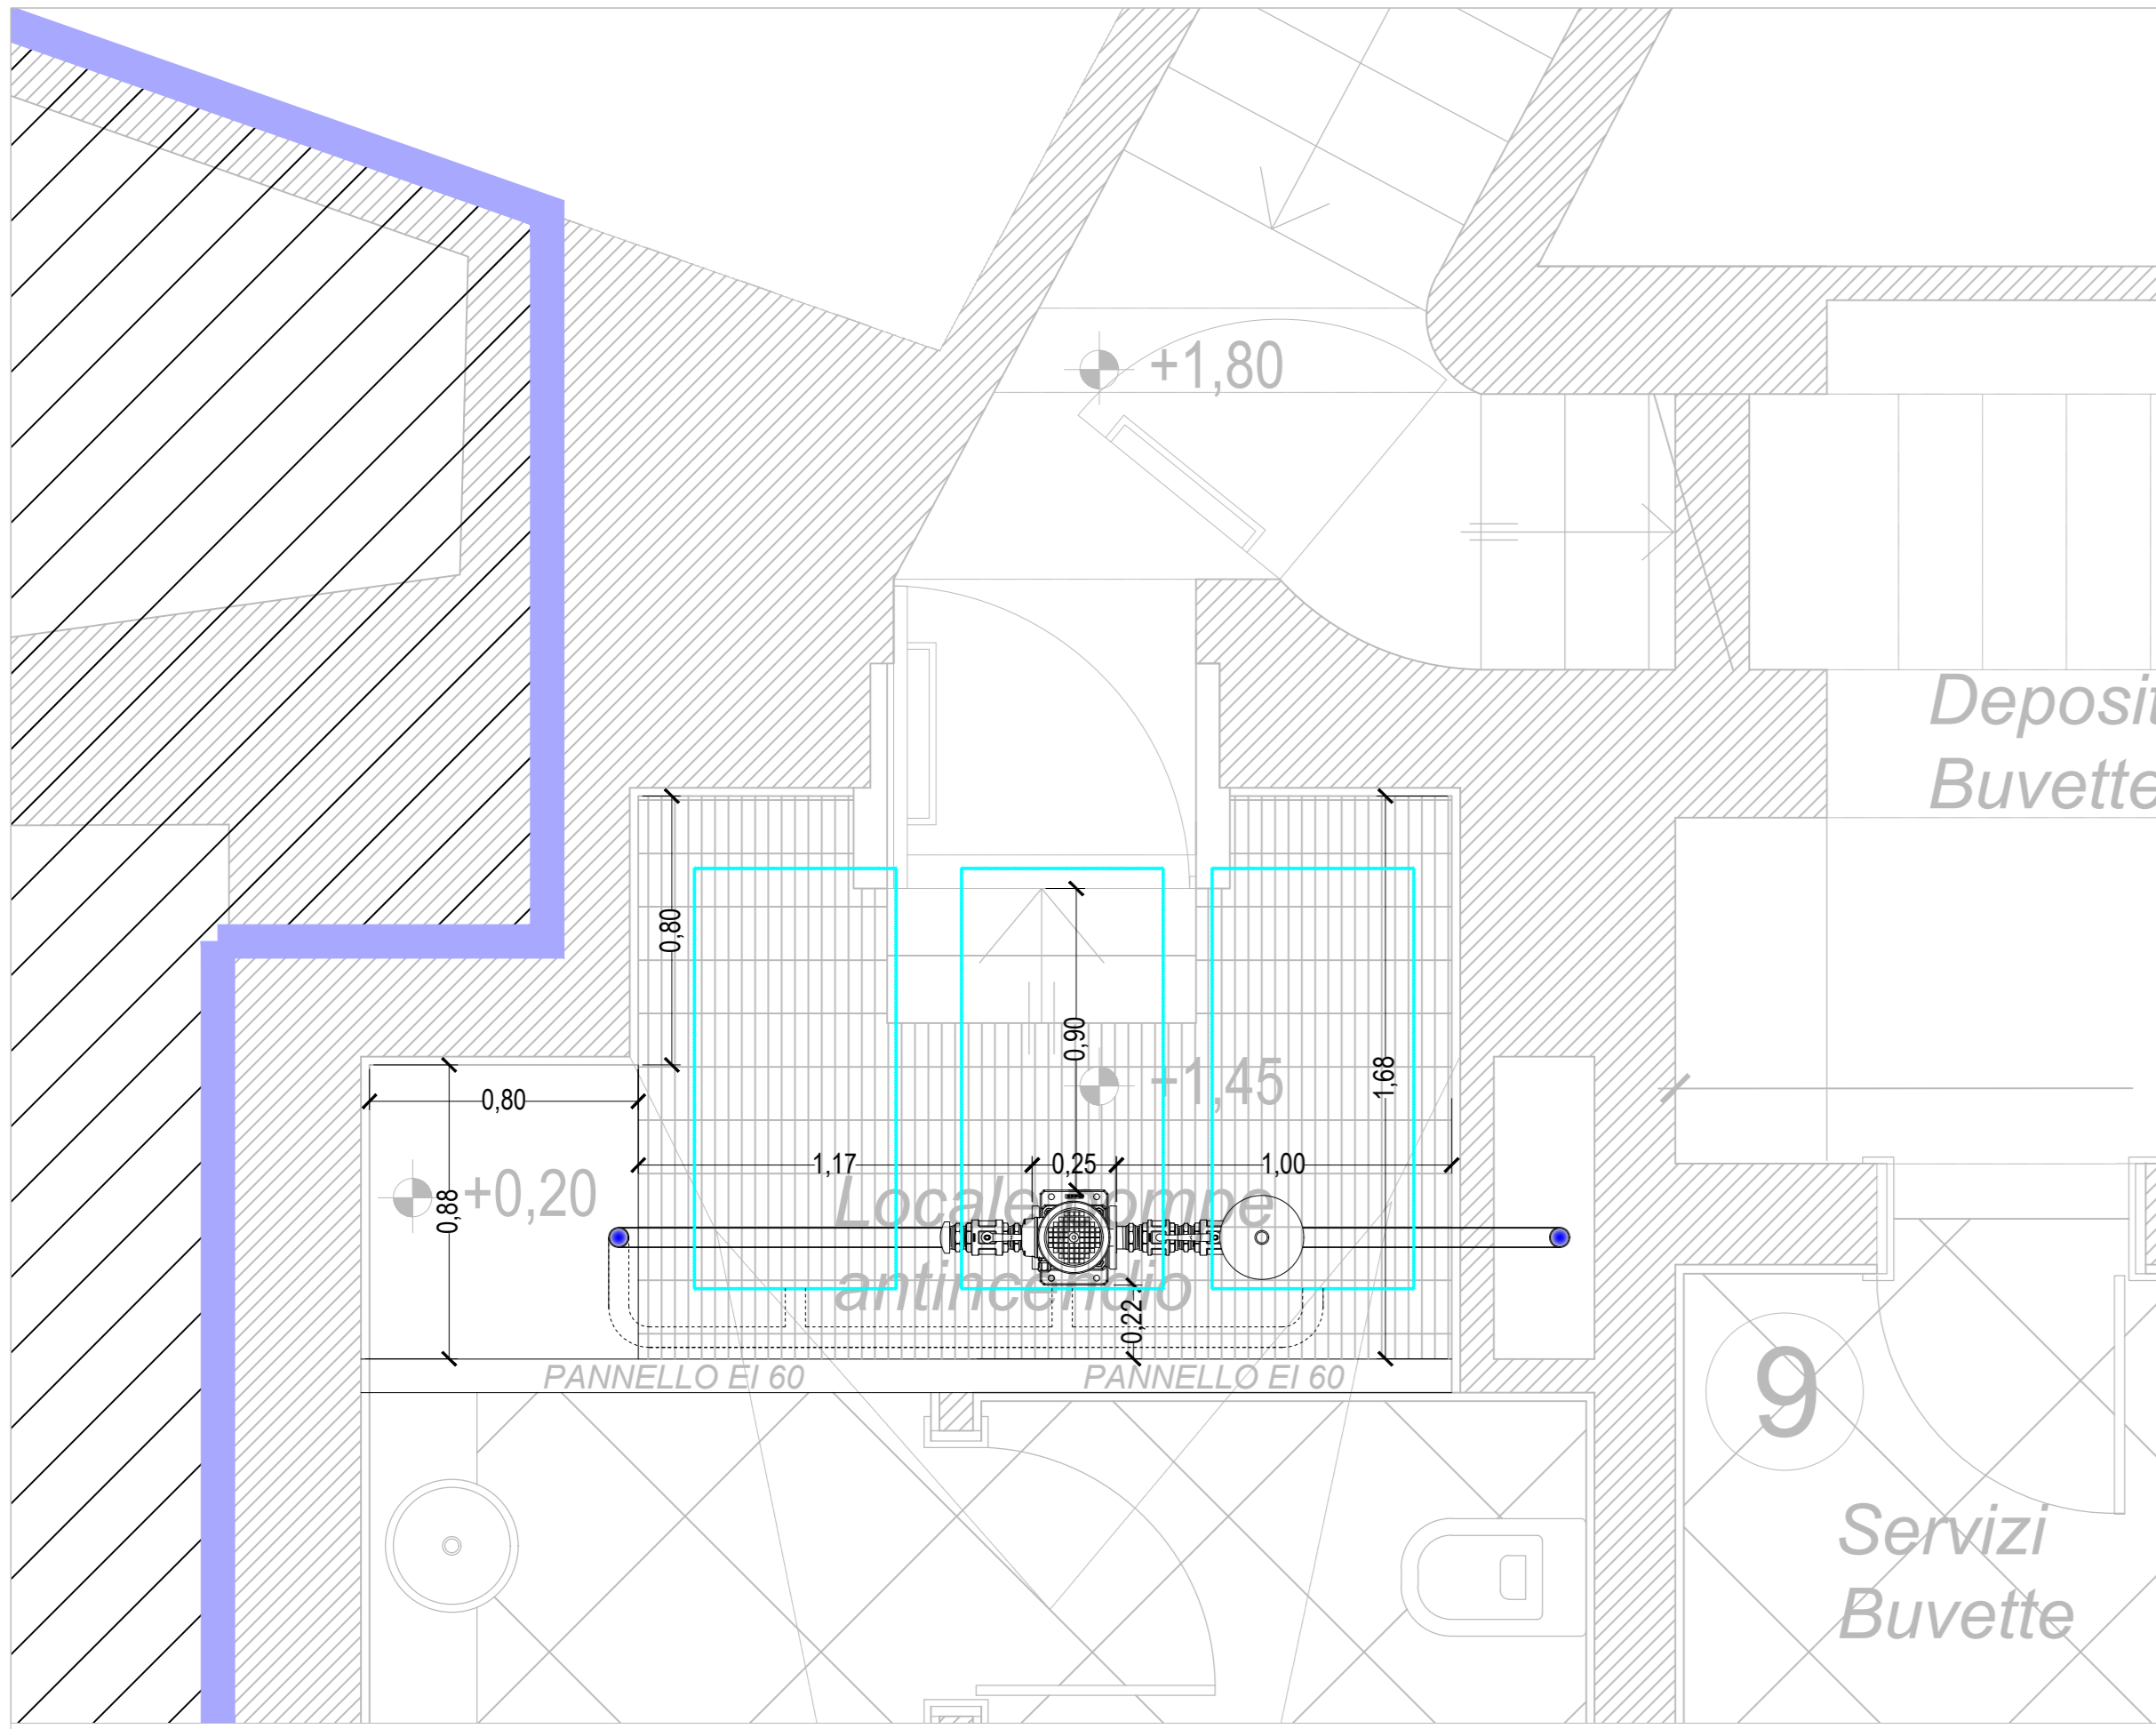 +1,80
Deposit
Buvette
0,80
0,90
+1,45
1,68
0,80
+0,20
0,88
1,17
0,25
1,00
Locale pompe
antincendio
0,22
PANNELLO EI 60
PANNELLO EI 60
9
Servizi
Buvette